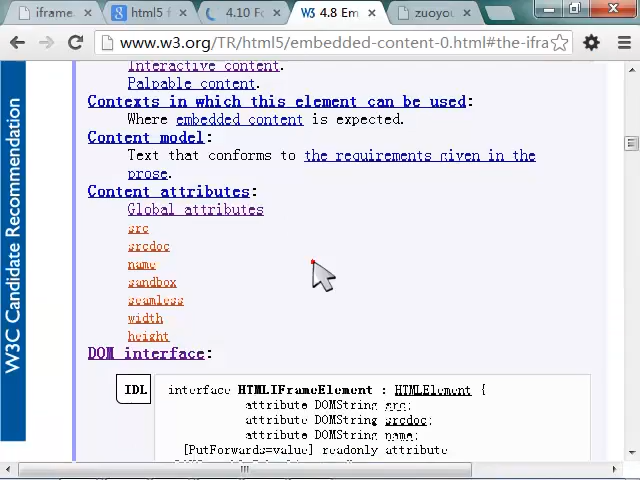 iframe.
html5 f
4.10 Fo
W3 4.8 Em
zuoyou
www.w3.org/TR/html5/embedded-content-0.html#the-ifra
W3C Candidate Recommendation
Interactive content.
Palpable content.
Contexts in which this element can be used:
Where embedded content is expected.
Content model:
Text that conforms to the requirements given in the
prose.
Content attributes:
Global attributes
src
srcdoc
name
sandbox
seamless
width
height
DOM interface:
IDL
interface HTMLIFrameElement : HTMLElement {
attribute DOMString src;
attribute DOMString srcdoc;
attribute DOMString name;
[PutForwards=value] readonly attribute